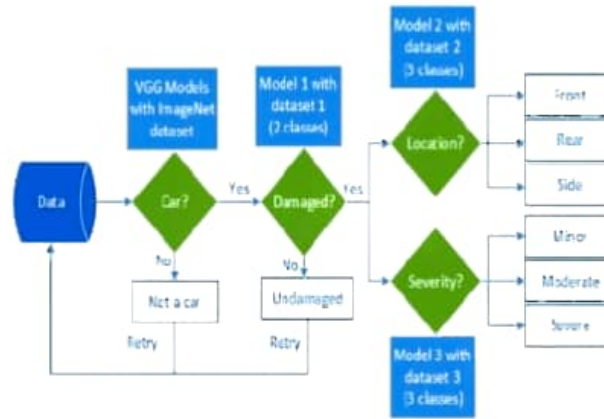 VGG Models
with ImageNet
dataset
Model 1 with
dataset 1
(2 classes)
Model 2 with
dataset 2
(3 classes)
Data
Car?
Yes
Damaged?
Yes
Location?
Front
Rear
Side
No
Not a car
Retry
No
Undamaged
Retry
Severity?
Minor
Moderate
Severe
Model 3 with
dataset 3
(3 classes)